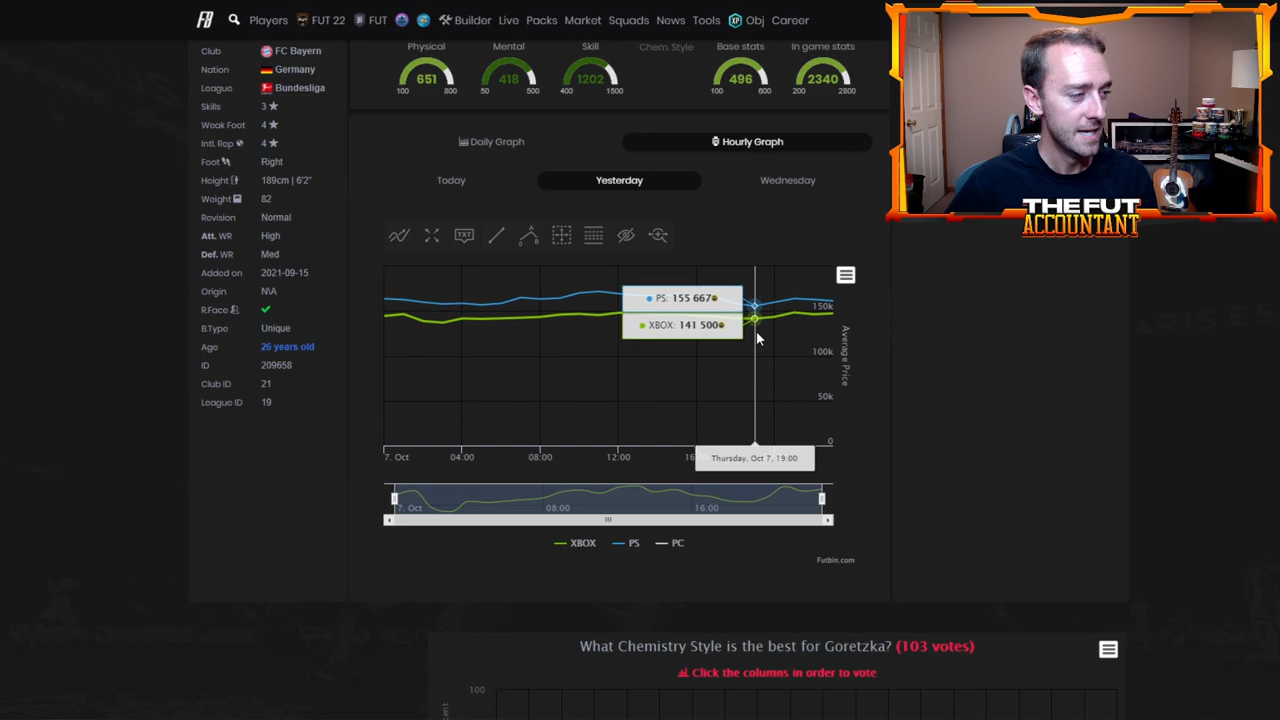 FB Players FUT 22 FUT Builder Live Packs Market Squads News Tools XP Obj Career
Club FC Bayern
Nation Germany
League Bundesliga
Skills 3
Weak Foot 4
Intl. Rep 4
Foot Right
Height 189cm | 6'2"
Weight 82
Revision Normal
Att. WR High
Def. WR Med
Added on 2021-09-15
Origin N\A
R.Face
B.Type Unique
Age 26 years old
ID 209658
Club ID 21
League ID 19
Physical Mental Skill Chem. Style Base stats In game stats
651 418 1202 496 2340
100 800 50 500 400 1500 100 600 200 2800
Daily Graph Hourly Graph
Today Yesterday Wednesday
TXT
PS: 155 667
XBOX: 141 500
150k
100k
50k
0
Average Price
7. Oct 04:00 08:00 12:00 16
Thursday, Oct 7, 19:00
7. Oct 08:00 16:00
XBOX PS PC
Futbin.com
What Chemistry Style is the best for Goretzka? (103 votes)
Click the columns in order to vote
100
THE FUT
ACCOUNTANT